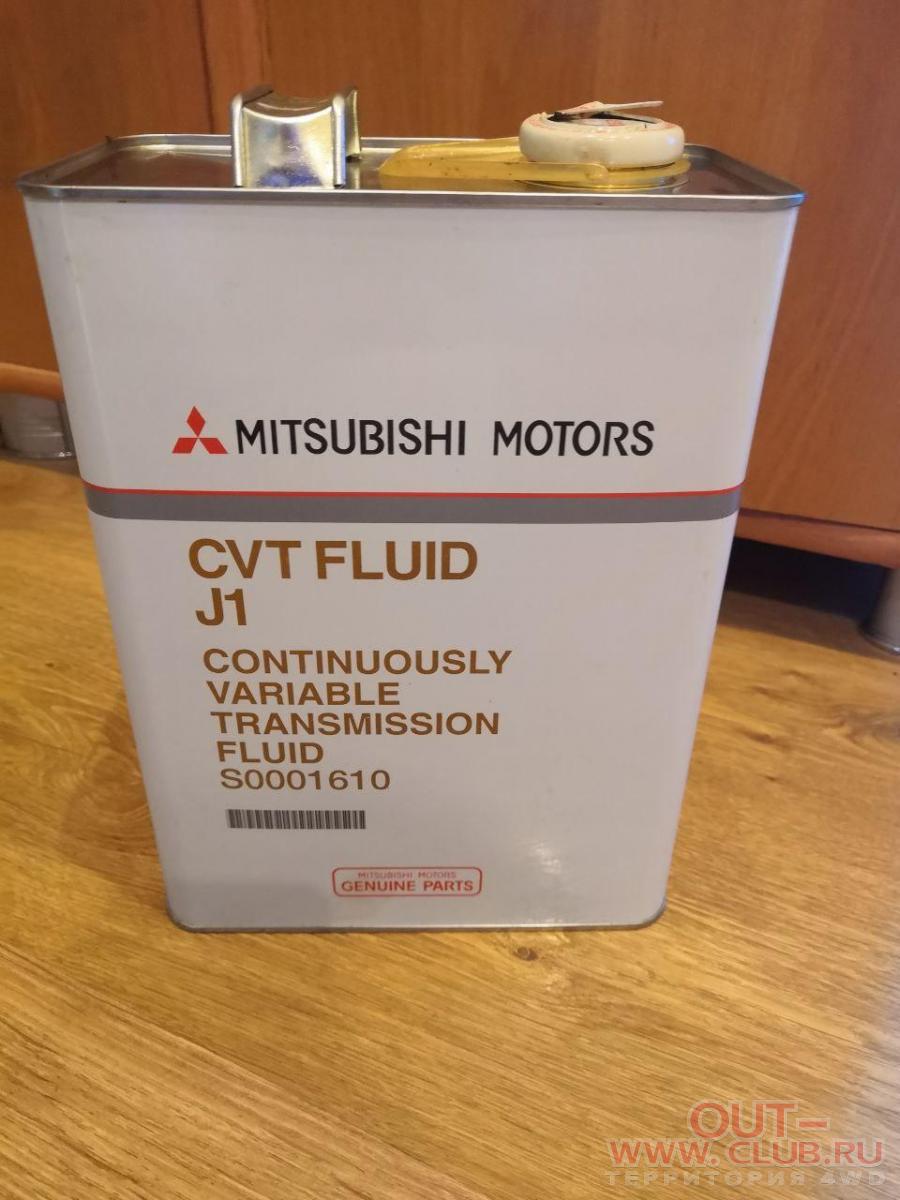 MITSUBISHI MOTORS
CVT FLUID
J1
CONTINUOUSLY
VARIABLE
TRANSMISSION
FLUID
S0001610
MITSUBISHI MOTORS
GENUINE PARTS
OUT-
WWW.CLUB.RU
ТЕРРИТОРИЯ 4WD